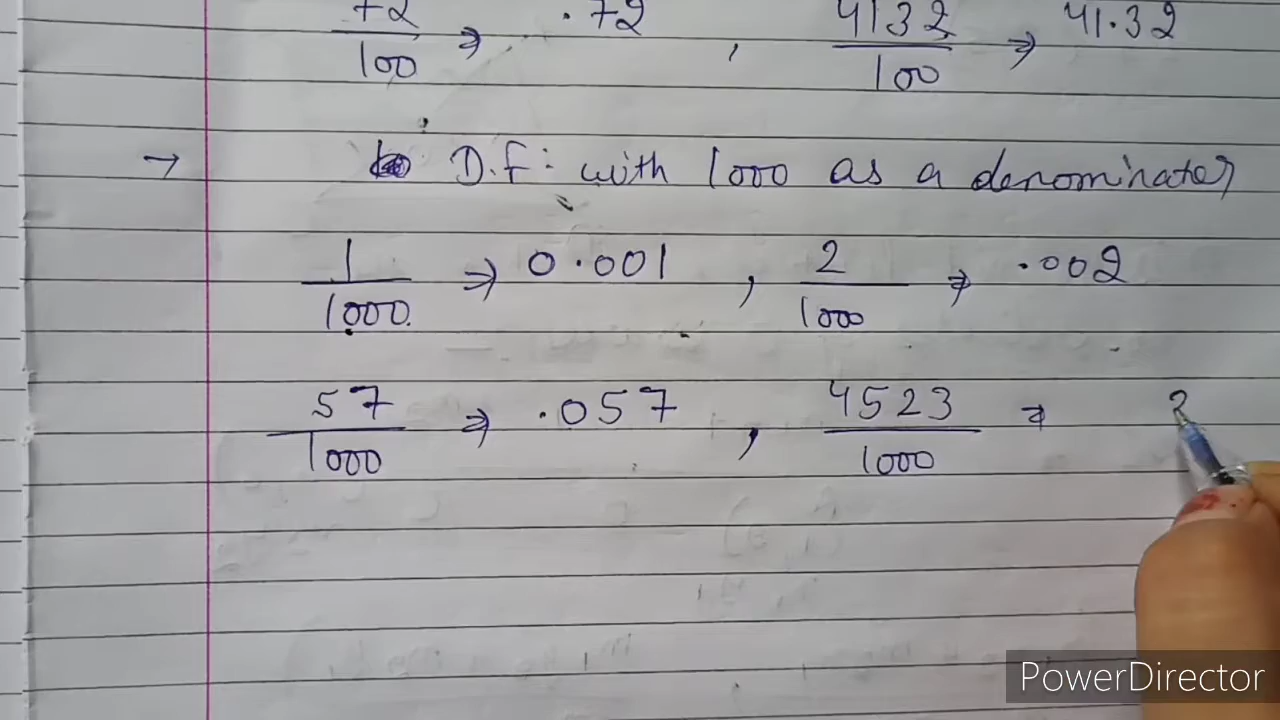 72/100 ⇒ .72 , 4132/100 ⇒ 41.32
→ D.F: with 1000 as a denominater
1/1000 ⇒ 0.001 , 2/1000 ⇒ .002
57/1000 ⇒ .057 , 4523/1000 ⇒
PowerDirector